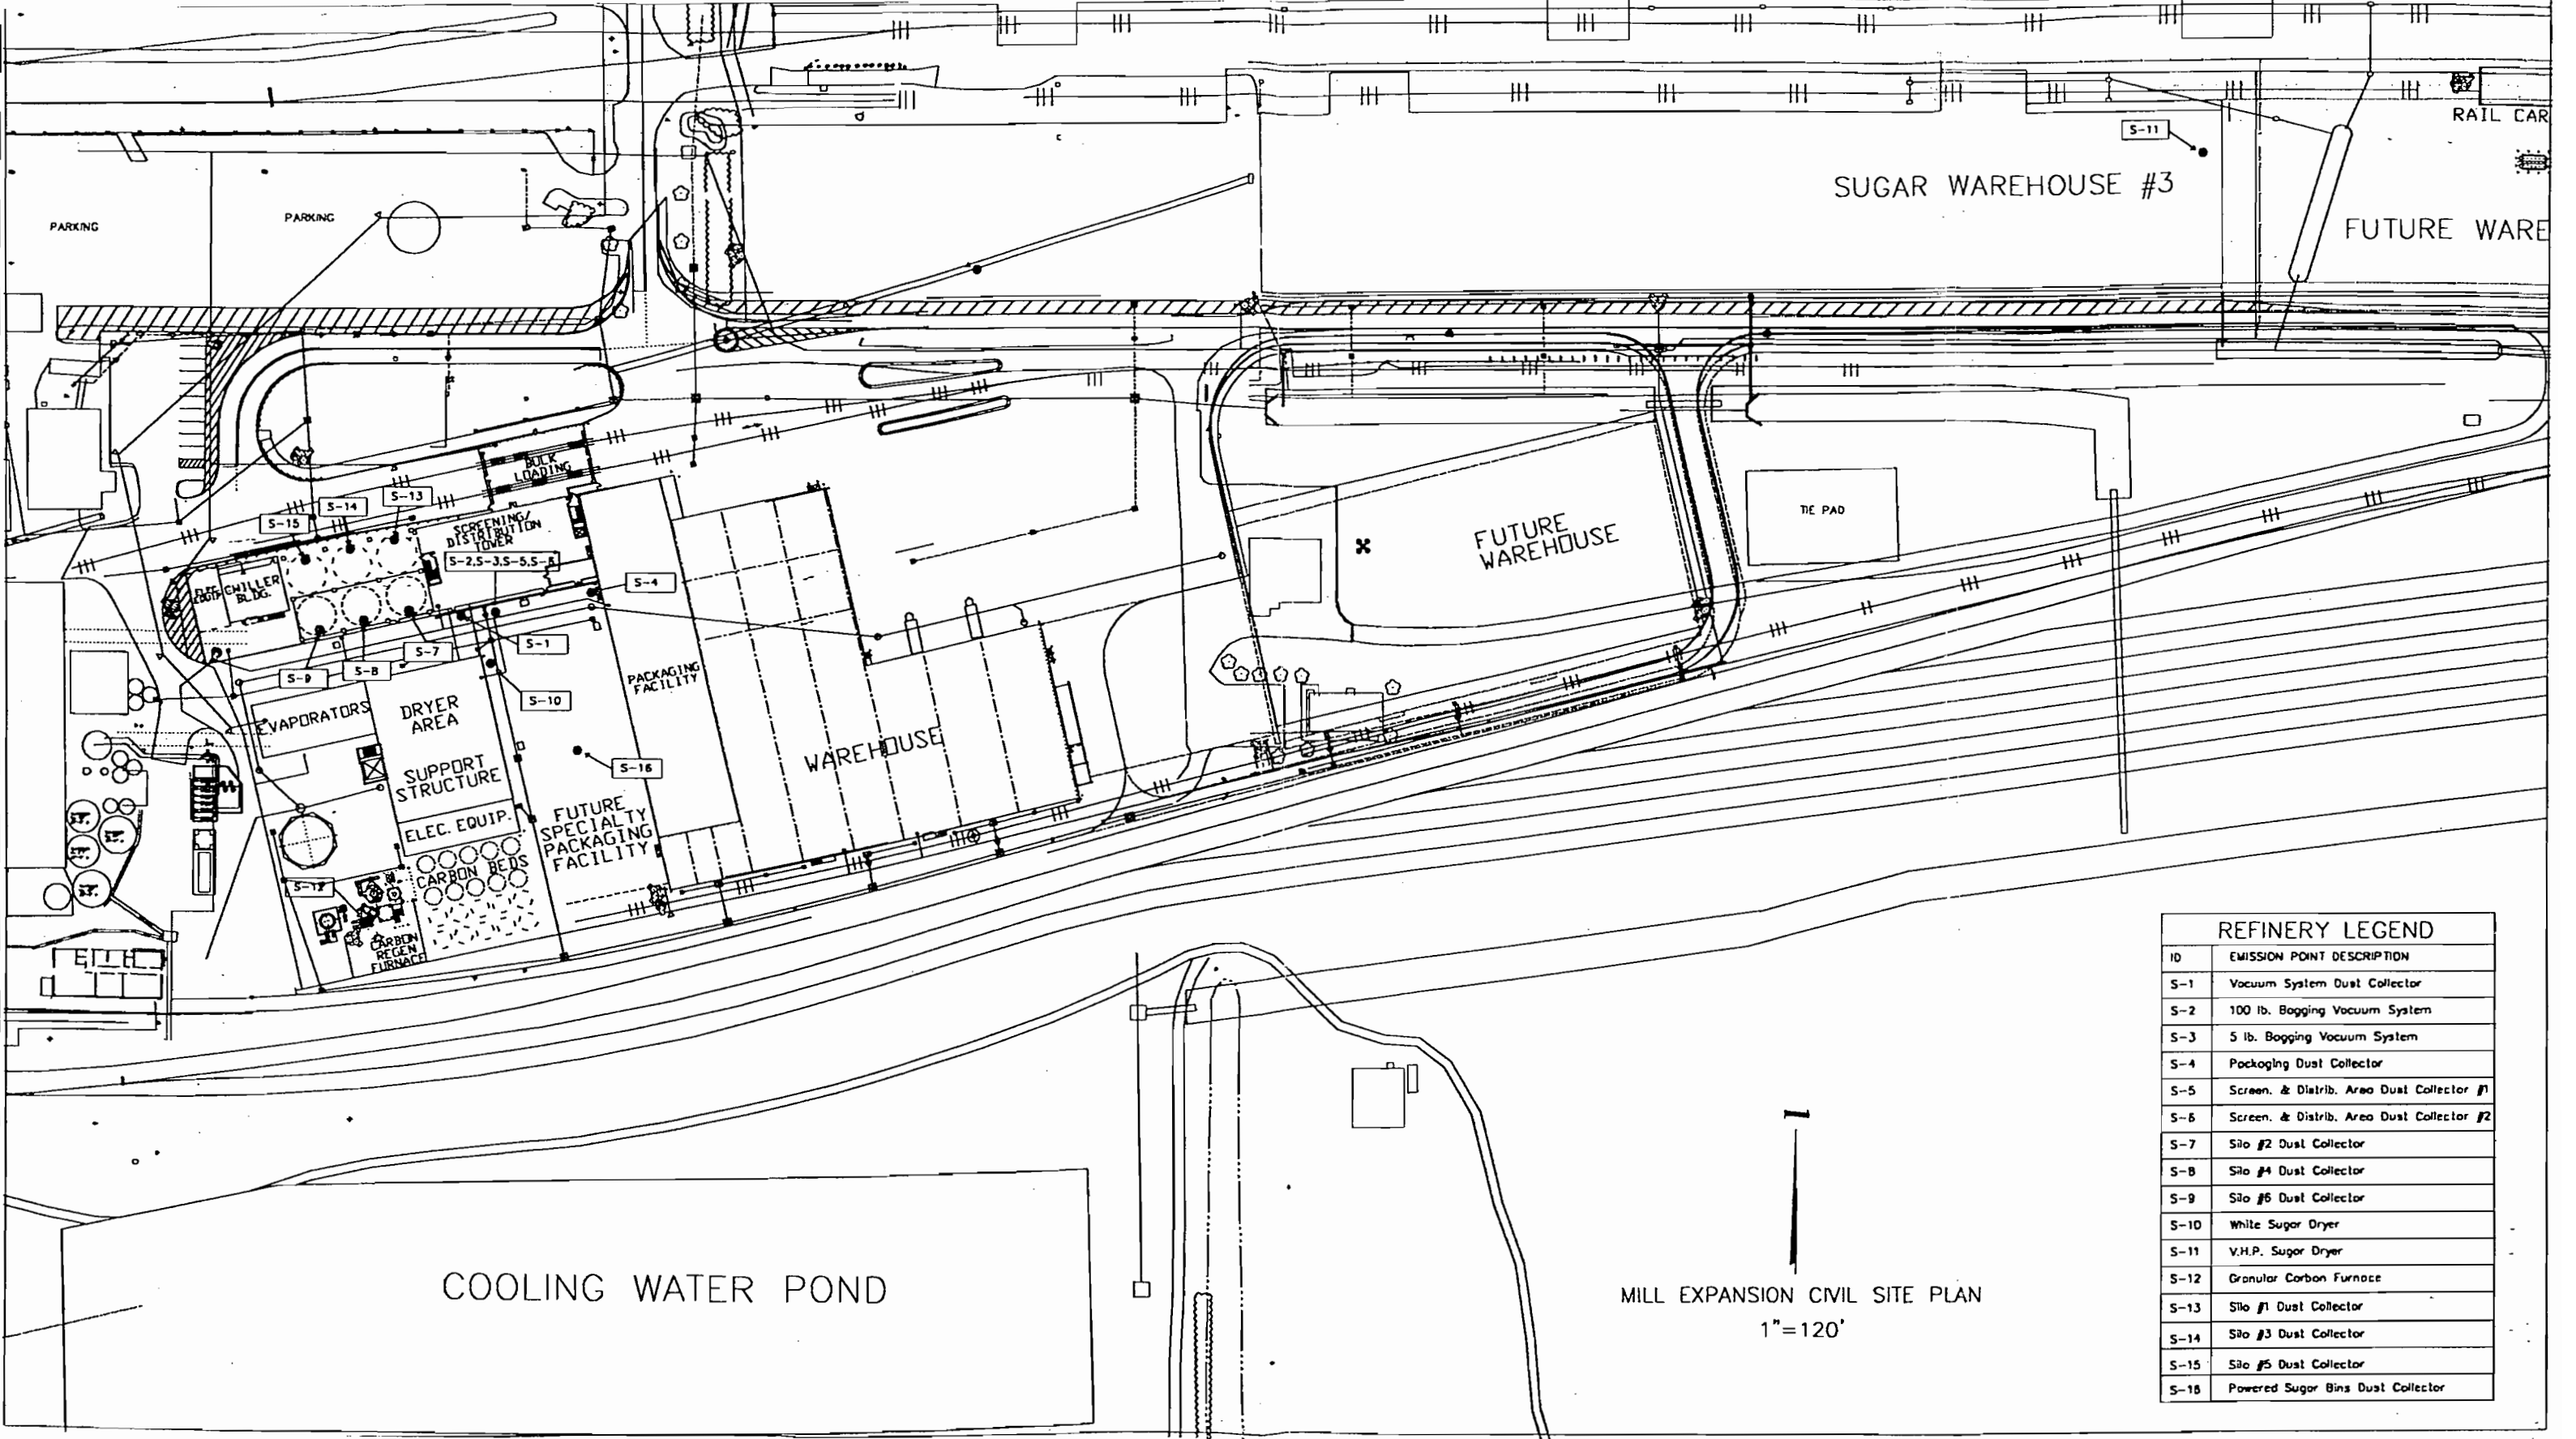 RAIL CAR
S-11
SUGAR WAREHOUSE #3
PARKING
PARKING
FUTURE WARE
BULK
LOADING
S-13
S-14
S-15
SCREENING/
DISTRIBUTION
TOWER
S-2,S-3,S-5,S-6
S-4
CHILLER
BLDG.
ELEC.
EQUIP.
FUTURE
WAREHOUSE
TIE PAD
S-1
S-7
S-8
S-9
S-10
PACKAGING
FACILITY
EVAPORATORS
DRYER
AREA
WAREHOUSE
S-16
SUPPORT
STRUCTURE
ELEC. EQUIP.
FUTURE
SPECIALTY
PACKAGING
FACILITY
CARBON BEDS
S-12
CARBON
REGEN
FURNACE
COOLING WATER POND
MILL EXPANSION CIVIL SITE PLAN
1"=120'
REFINERY LEGEND
ID EMISSION POINT DESCRIPTION
S-1 Vacuum System Dust Collector
S-2 100 lb. Bagging Vacuum System
S-3 5 lb. Bagging Vacuum System
S-4 Packaging Dust Collector
S-5 Screen. & Distrib. Area Dust Collector #1
S-6 Screen. & Distrib. Area Dust Collector #2
S-7 Silo #2 Dust Collector
S-8 Silo #4 Dust Collector
S-9 Silo #6 Dust Collector
S-10 White Sugar Dryer
S-11 V.H.P. Sugar Dryer
S-12 Granular Carbon Furnace
S-13 Silo #1 Dust Collector
S-14 Silo #3 Dust Collector
S-15 Silo #5 Dust Collector
S-16 Powered Sugar Bins Dust Collector